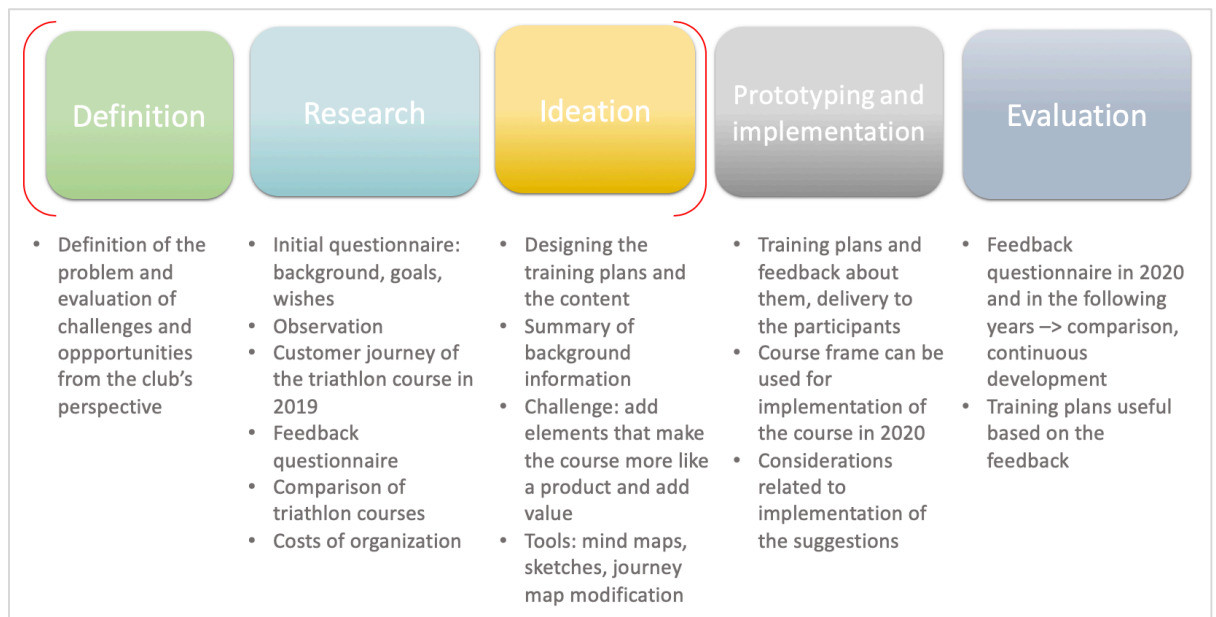 Definition
Research
Ideation
Prototyping and
implementation
Evaluation
• Definition of the
problem and
evaluation of
challenges and
oppportunities
from the club's
perspective
• Initial questionnaire:
background, goals,
wishes
• Observation
• Customer journey of
the triathlon course in
2019
• Feedback
questionnaire
• Comparison of
triathlon courses
• Costs of organization
• Designing the
training plans and
the content
• Summary of
background
information
• Challenge: add
elements that make
the course more like
a product and add
value
• Tools: mind maps,
sketches, journey
map modification
• Training plans and
feedback about
them, delivery to
the participants
• Course frame can be
used for
implementation of
the course in 2020
• Considerations
related to
implementation of
the suggestions
• Feedback
questionnaire in 2020
and in the following
years –> comparison,
continuous
development
• Training plans useful
based on the
feedback